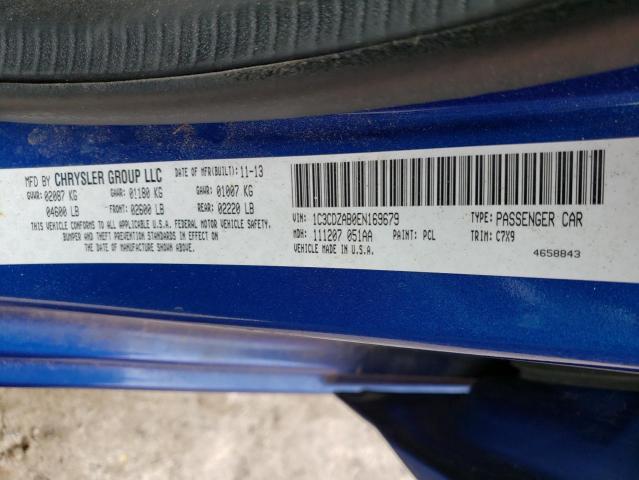 MFD BY CHRYSLER GROUP LLC DATE OF MFR(BUILT) 11-13
GVWR: 02087 KG GAWR: 01180 KG GAWR: 01007 KG
04600 LB FRONT: 02600 LB REAR: 02220 LB
THIS VEHICLE CONFORMS TO ALL APPLICABLE U.S.A. FEDERAL MOTOR VEHICLE SAFETY,
BUMPER AND THEFT PREVENTION STANDARDS IN EFFECT ON
THE DATE OF MANUFACTURE SHOWN ABOVE.
VIN: 1C3CDZAB0EN169679 TYPE: PASSENGER CAR
MDH: 111207 051AA PAINT: PCL TRIM: C7X9
VEHICLE MADE IN U.S.A. 4658843